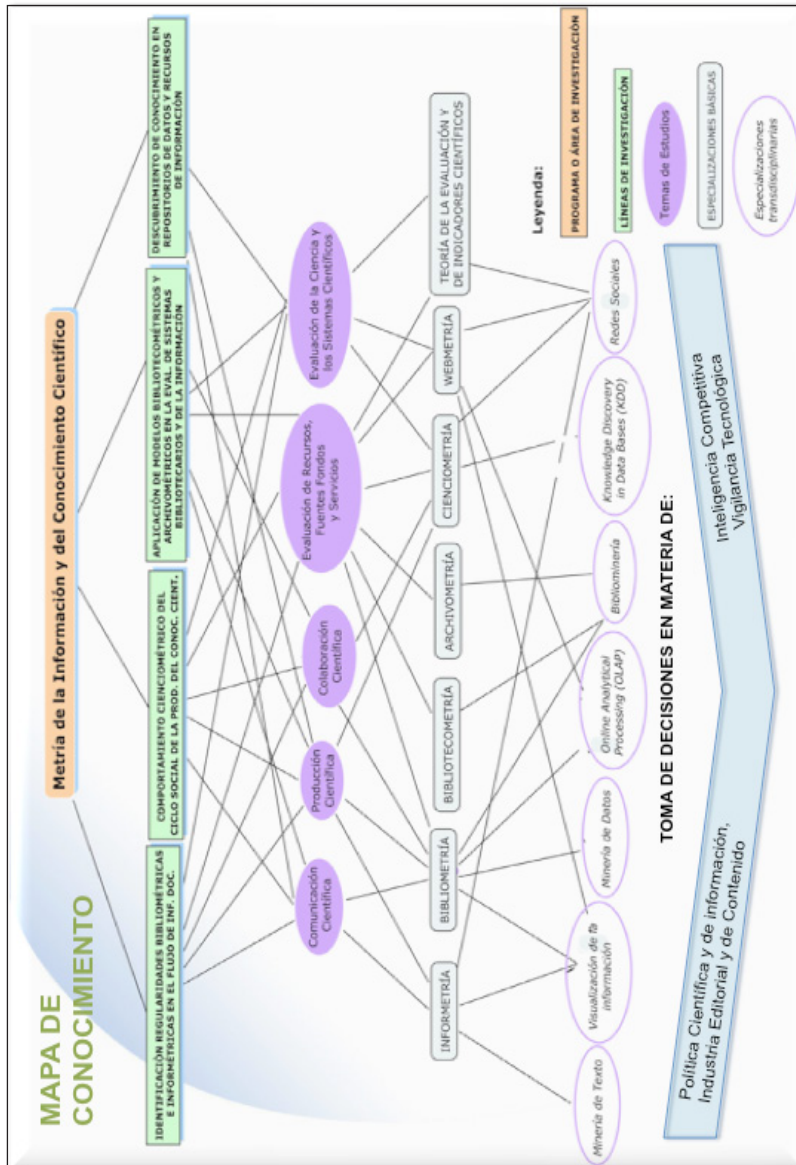 MAPA DE
CONOCIMIENTO
Metría de la Información y del Conocimiento Científico
IDENTIFICACIÓN REGULARIDADES BIBLIOMÉTRICAS
E INFORMÉTRICAS EN EL FLUJO DE INF. DOC.
COMPORTAMIENTO CIENCIOMÉTRICO DEL
CICLO SOCIAL DE LA PROD. DEL CONOC. CIENT.
APLICACIÓN DE MODELOS BIBLIOTECOMÉTRICOS Y
ARCHIVOMÉTRICOS EN LA EVAL. DE SISTEMAS
BIBLIOTECARIOS Y DE LA INFORMACIÓN
DESCUBRIMIENTO DE CONOCIMIENTO EN
REPOSITORIOS DE DATOS Y RECURSOS
DE INFORMACIÓN
Comunicación
Científica
Producción
Científica
Colaboración
Científica
Evaluación de Recursos,
Fuentes Fondos
y Servicios
Evaluación de la Ciencia y
los Sistemas Científicos
INFORMETRÍA
BIBLIOMETRÍA
BIBLIOTECOMETRÍA
ARCHIVOMETRÍA
CIENCIOMETRÍA
WEBMETRÍA
TEORÍA DE LA EVALUACIÓN Y
DE INDICADORES CIENTÍFICOS
Minería de Texto
Visualización de la
información
Minería de Datos
Online Analytical
Processing (OLAP)
Bibliominería
Knowledge Discovery
in Data Bases (KDD)
Redes Sociales
Leyenda:
PROGRAMA O ÁREA DE INVESTIGACIÓN
LÍNEAS DE INVESTIGACIÓN
Temas de Estudios
ESPECIALIZACIONES BÁSICAS
Especializaciones
transdisciplinarias
TOMA DE DECISIONES EN MATERIA DE:
Política Científica y de información,
Industria Editorial y de Contenido
Inteligencia Competitiva
Vigilancia Tecnológica